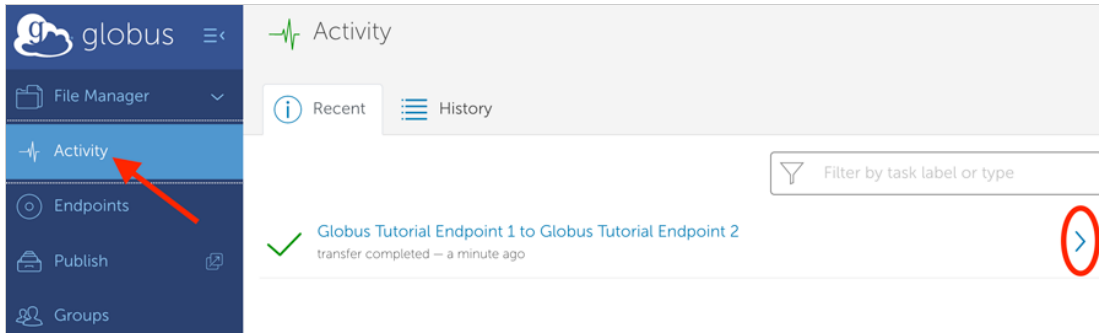 globus
File Manager
Activity
Endpoints
Publish
Groups
Activity
Recent
History
Filter by task label or type
Globus Tutorial Endpoint 1 to Globus Tutorial Endpoint 2
transfer completed — a minute ago